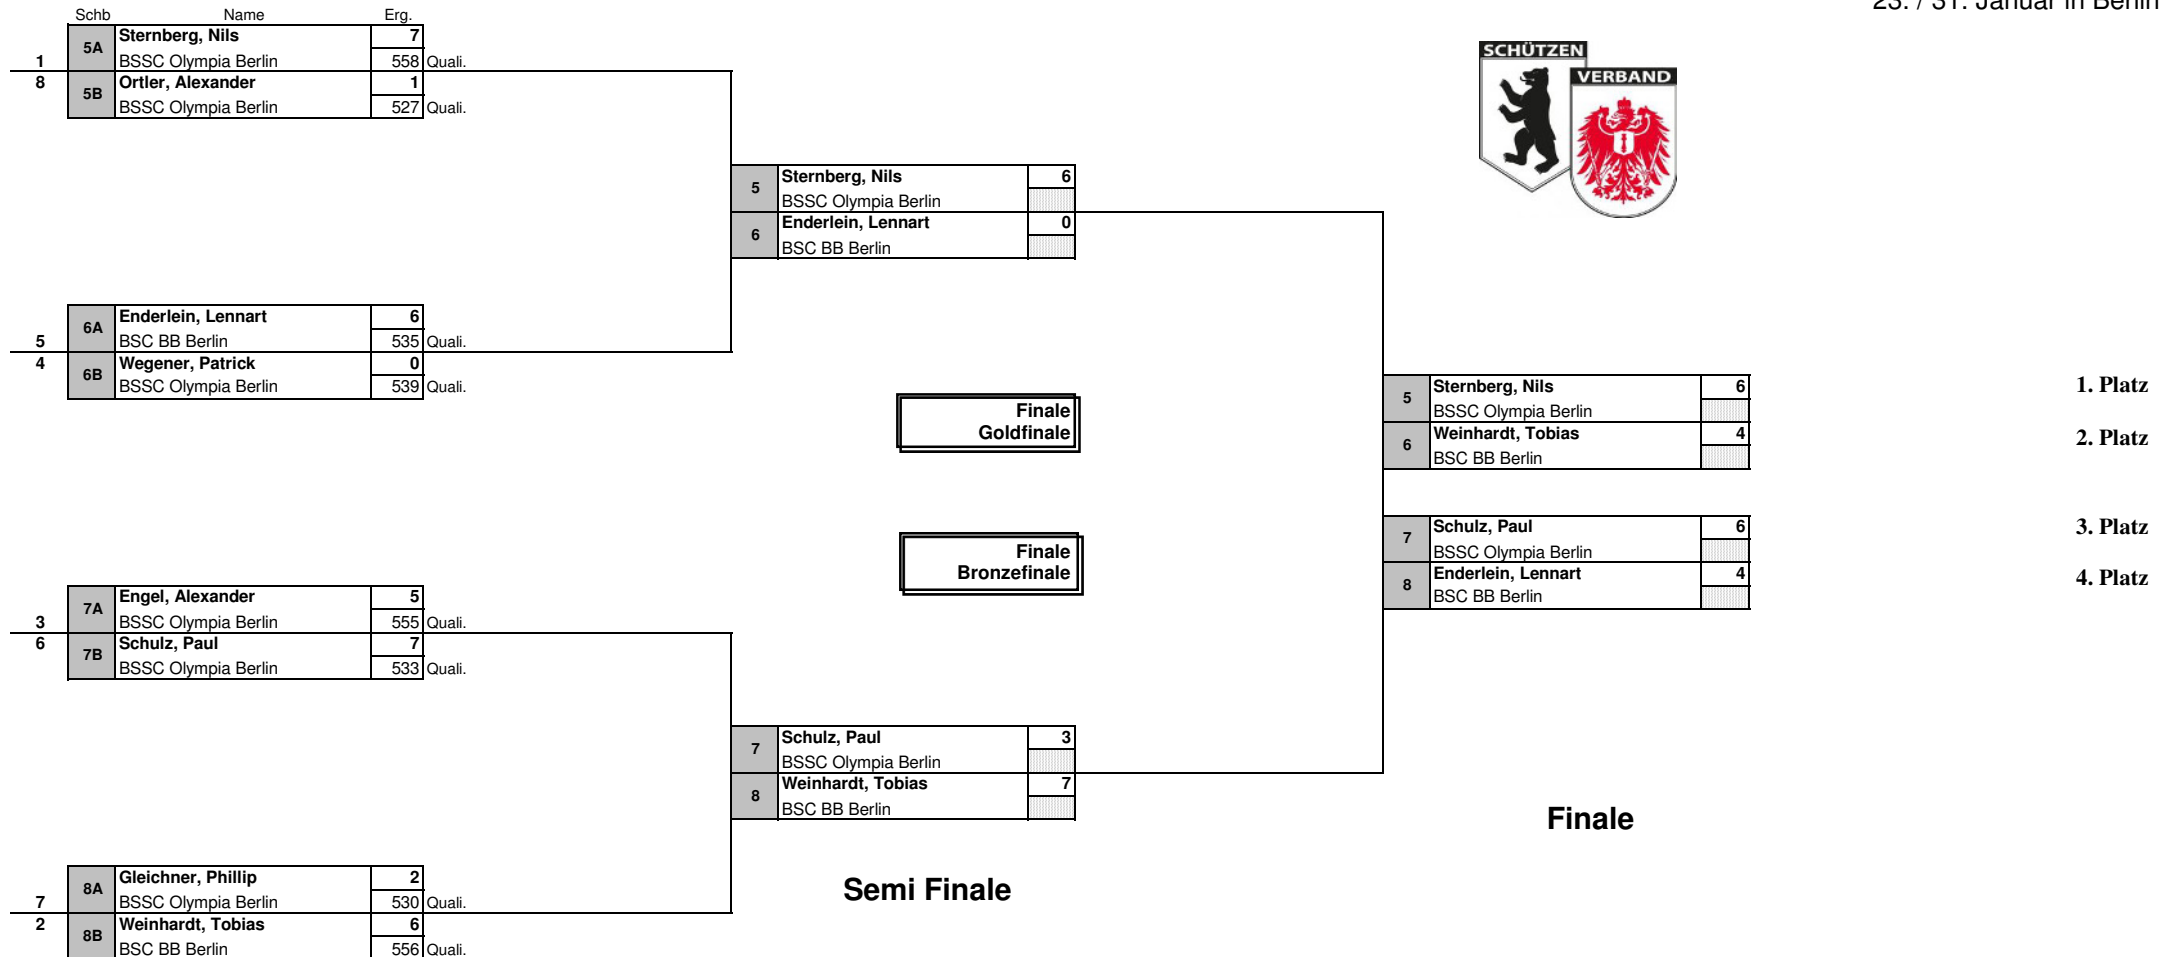 23. / 31. Januar in Berlin
Schb Name Erg.
5A Sternberg, Nils 7
1 BSSC Olympia Berlin 558 Quali.
8 5B Ortler, Alexander 1
BSSC Olympia Berlin 527 Quali.
SCHÜTZEN
VERBAND
5 Sternberg, Nils 6
BSSC Olympia Berlin
6 Enderlein, Lennart 0
BSC BB Berlin
6A Enderlein, Lennart 6
5 BSC BB Berlin 535 Quali.
4 6B Wegener, Patrick 0
BSSC Olympia Berlin 539 Quali.
Finale
Goldfinale
5 Sternberg, Nils 6 1. Platz
BSSC Olympia Berlin
6 Weinhardt, Tobias 4 2. Platz
BSC BB Berlin
Finale
Bronzefinale
7 Schulz, Paul 6 3. Platz
BSSC Olympia Berlin
8 Enderlein, Lennart 4 4. Platz
BSC BB Berlin
7A Engel, Alexander 5
3 BSSC Olympia Berlin 555 Quali.
6 7B Schulz, Paul 7
BSSC Olympia Berlin 533 Quali.
7 Schulz, Paul 3
BSSC Olympia Berlin
8 Weinhardt, Tobias 7
BSC BB Berlin
Finale
Semi Finale
8A Gleichner, Phillip 2
7 BSSC Olympia Berlin 530 Quali.
2 8B Weinhardt, Tobias 6
BSC BB Berlin 556 Quali.